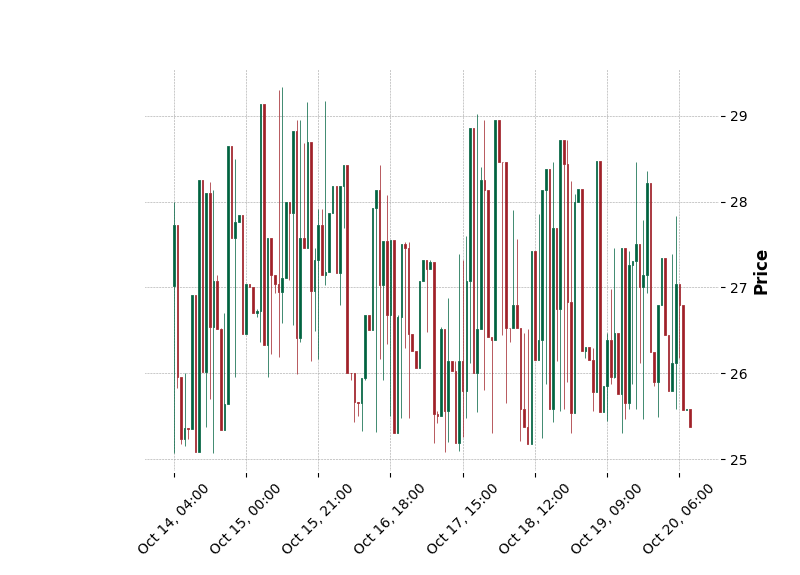 29
28
27
26
25
Price
Oct 14, 04:00
Oct 15, 00:00
Oct 15, 21:00
Oct 16, 18:00
Oct 17, 15:00
Oct 18, 12:00
Oct 19, 09:00
Oct 20, 06:00